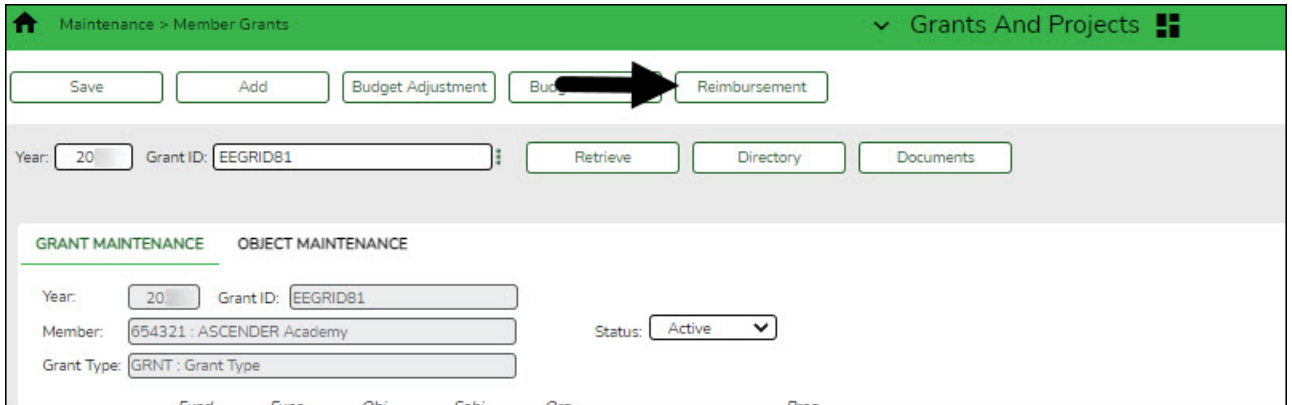 Maintenance > Member Grants
Grants And Projects
Save Add Budget Adjustment Reimbursement
Year: 20 Grant ID: EEGRID81 Retrieve Directory Documents
GRANT MAINTENANCE OBJECT MAINTENANCE
Year: 20 Grant ID: EEGRID81
Member: 654321 : ASCENDER Academy Status: Active
Grant Type: GRNT : Grant Type